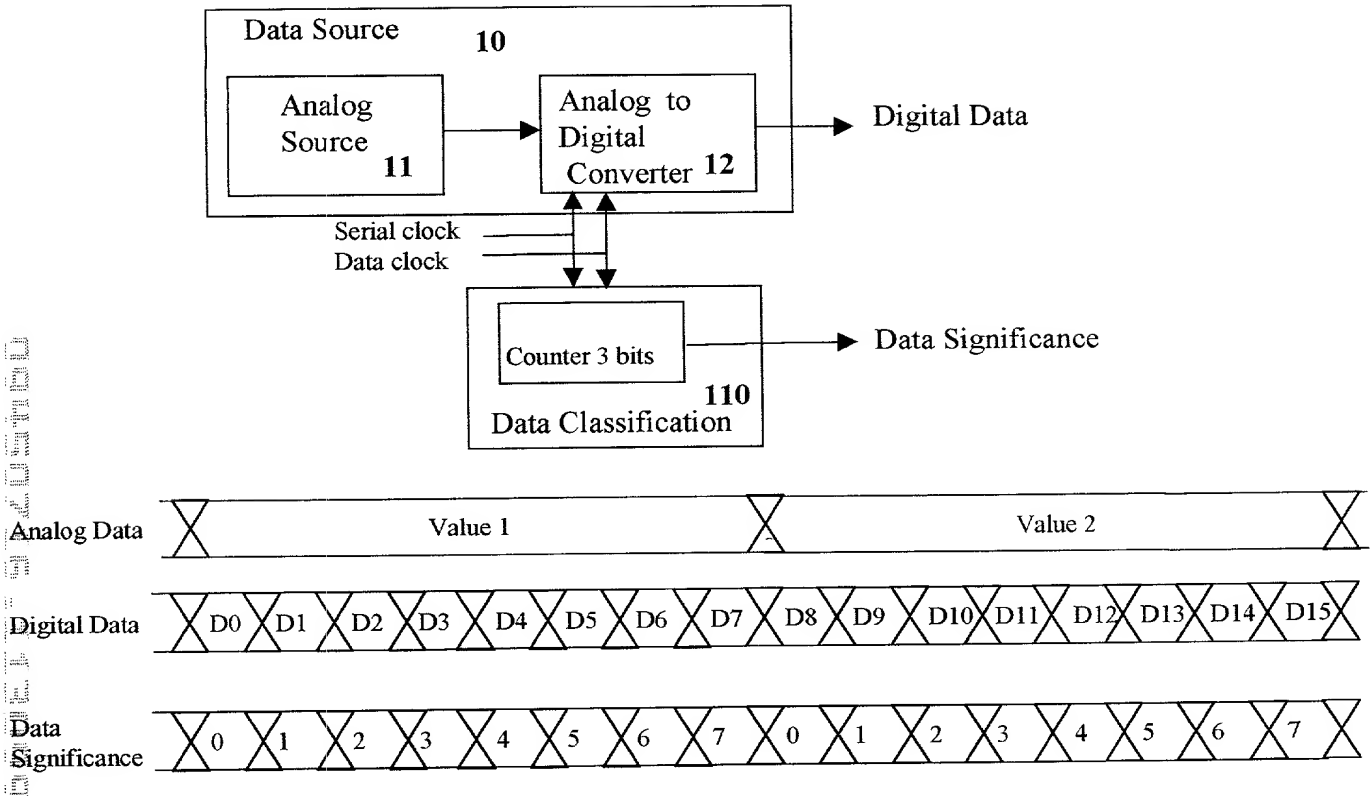 Data Source 10
Analog
Source 11
Analog to
Digital
Converter 12
Digital Data
Serial clock
Data clock
Counter 3 bits
Data Significance
110
Data Classification
Analog Data Value 1 Value 2
Digital Data D0 D1 D2 D3 D4 D5 D6 D7 D8 D9 D10 D11 D12 D13 D14 D15
Data
Significance 0 1 2 3 4 5 6 7 0 1 2 3 4 5 6 7